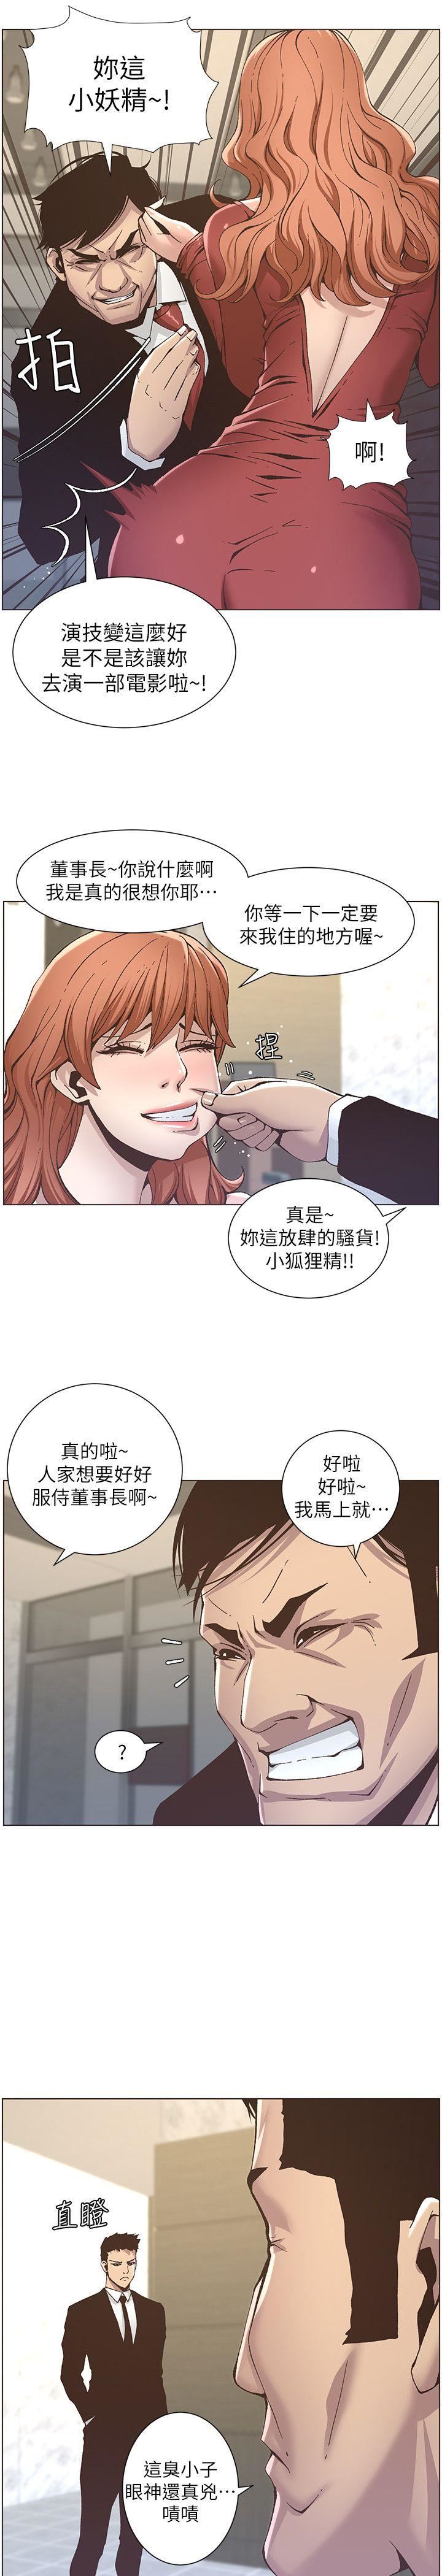 妳這
小妖精~!
拍
啊!
演技變這麼好
是不是該讓妳
去演一部電影啦~!
董事長~你說什麼啊
我是真的很想你耶…
你等一下一定要
來我住的地方喔~
捏
真是~
妳這放肆的騷貨!
小狐狸精!!
真的啦~
人家想要好好
服侍董事長啊~
好啦
好啦~
我馬上就…
?
直瞪
這臭小子
眼神還真兇…
嘖嘖